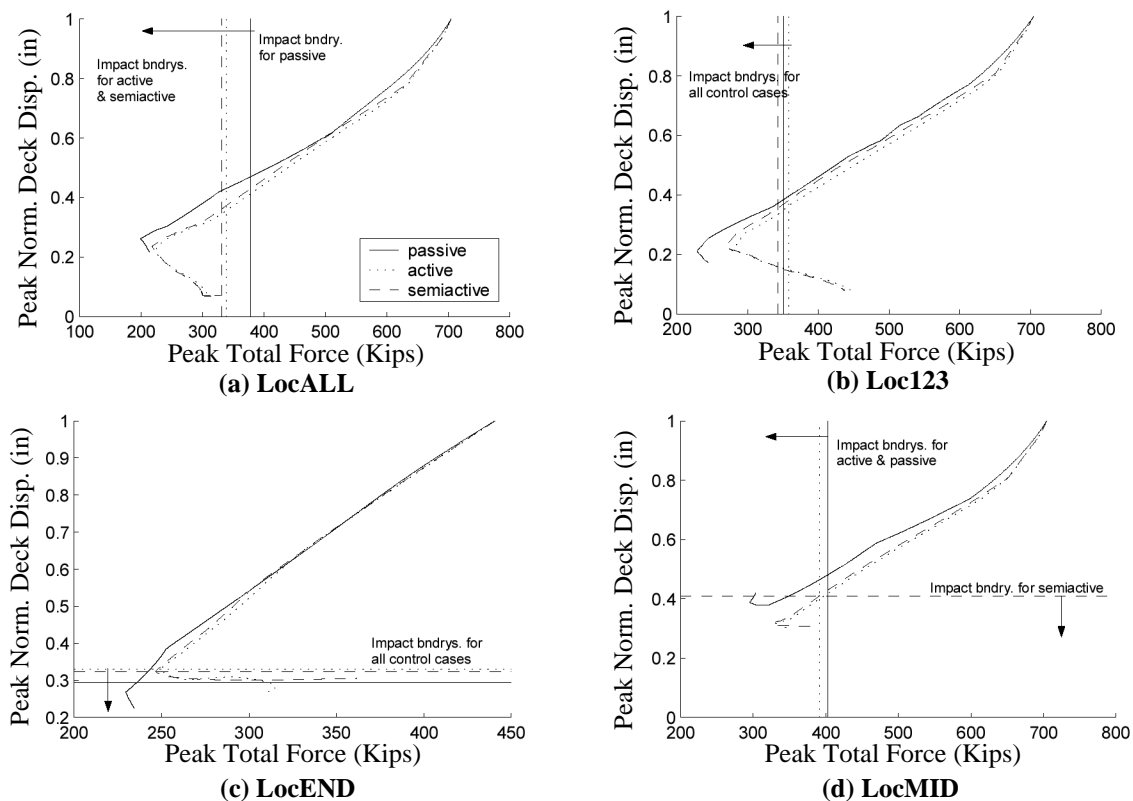 Peak Norm. Deck Disp. (in)
1
0.8
0.6
0.4
0.2
0
Impact bndry.
for passive
Impact bndrys.
for active
& semiactive
passive
active
semiactive
100 200 300 400 500 600 700 800
Peak Total Force (Kips)
(a) LocALL
Peak Norm. Deck Disp. (in)
1
0.8
0.6
0.4
0.2
0
Impact bndrys. for
all control cases
200 300 400 500 600 700 800
Peak Total Force (Kips)
(b) Loc123
Peak Norm. Deck Disp. (in)
1
0.9
0.8
0.7
0.6
0.5
0.4
0.3
0.2
Impact bndrys. for
all control cases
200 250 300 350 400 450
Peak Total Force (Kips)
(c) LocEND
Peak Norm. Deck Disp. (in)
1
0.8
0.6
0.4
0.2
0
Impact bndrys. for
active & passive
Impact bndry. for semiactive
200 300 400 500 600 700 800
Peak Total Force (Kips)
(d) LocMID